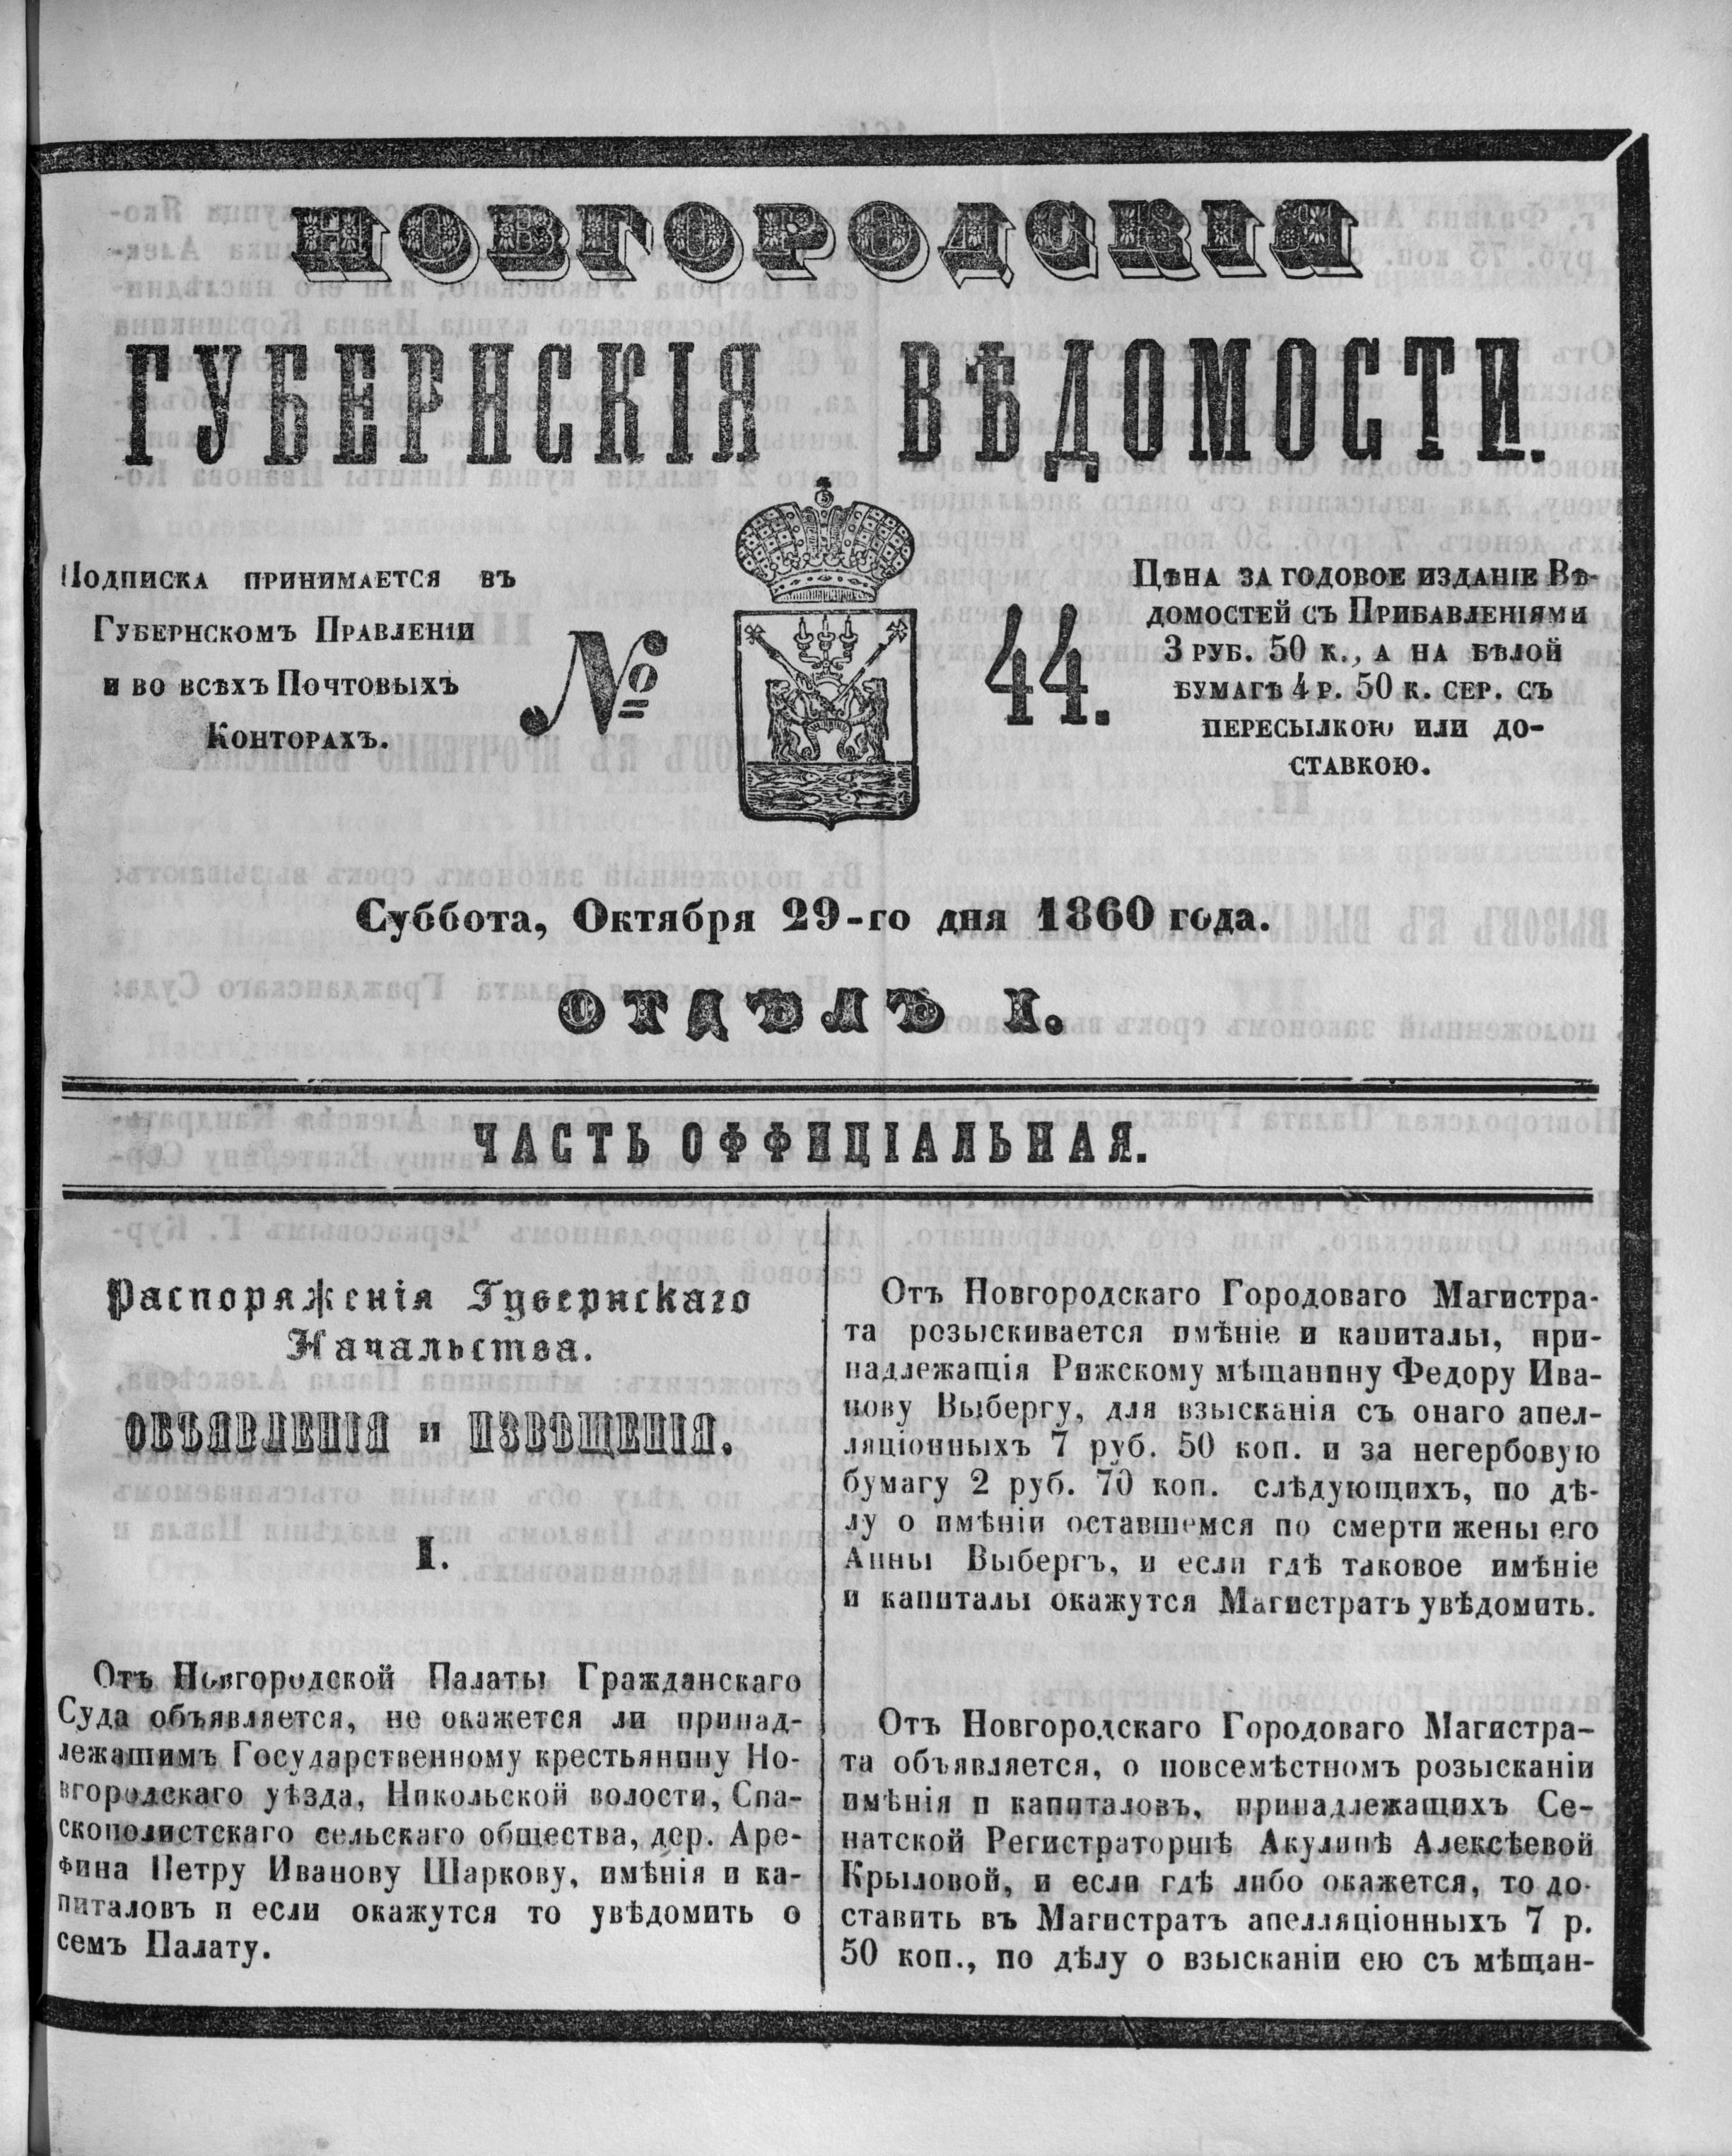 НОВГОРОДСКІЯ
ГУБЕРНСКІЯ ВѢДОМОСТИ.
Подписка принимается въ
Губернскомъ Правленіи
и во всѣхъ Почтовыхъ
Конторахъ.
№ 44.
Цѣна за годовое изданіе Вѣ-
домостей съ Прибавленіями
3 руб. 50 к., а на бѣлой
бумагѣ 4 р. 50 к. сер. съ
пересылкою или до-
ставкою.
Суббота, Октября 29-го дня 1860 года.
ОТДѢЛЪ I.
ЧАСТЬ ОФФИЦІАЛЬНАЯ.
Распоряженія Губернскаго
Начальства.
ОБЪЯВЛЕНІЯ и ИЗВѢЩЕНІЯ.
I.
Отъ Новгородской Палаты Гражданскаго
Суда объявляется, не окажется ли принад-
лежащимъ Государственному крестьянину Но-
вгородскаго уѣзда, Никольской волости, Спа-
скополистскаго сельскаго общества, дер. Аре-
фина Петру Иванову Шаркову, имѣнія и ка-
питаловъ и если окажутся то увѣдомить о
семъ Палату.
Отъ Новгородскаго Городоваго Магистра-
та розыскивается имѣніе и капиталы, при-
надлежащія Рижскому мѣщанину Федору Ива-
нову Выбергу, для взысканія съ онаго апел-
ляціонныхъ 7 руб. 50 коп. и за негербовую
бумагу 2 руб. 70 коп. слѣдующихъ, по дѣ-
лу о имѣніи оставшемся по смерти жены его
Анны Выбергъ, и если гдѣ таковое имѣніе
и капиталы окажутся Магистратъ увѣдомить.
Отъ Новгородскаго Городоваго Магистра-
та объявляется, о повсемѣстномъ розысканіи
имѣнія и капиталовъ, принадлежащихъ Се-
натской Регистраторшѣ Акулинѣ Алексѣевой
Крыловой, и если гдѣ либо окажется, то до-
ставить въ Магистратъ апелляціонныхъ 7 р.
50 коп., по дѣлу о взысканіи ею съ мѣщан-